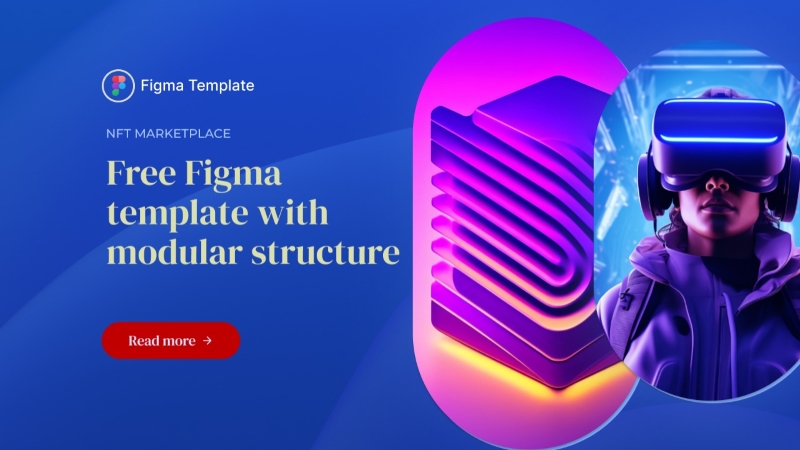 Figma Template
NFT MARKETPLACE
Free Figma
template with
modular structure
Read more →